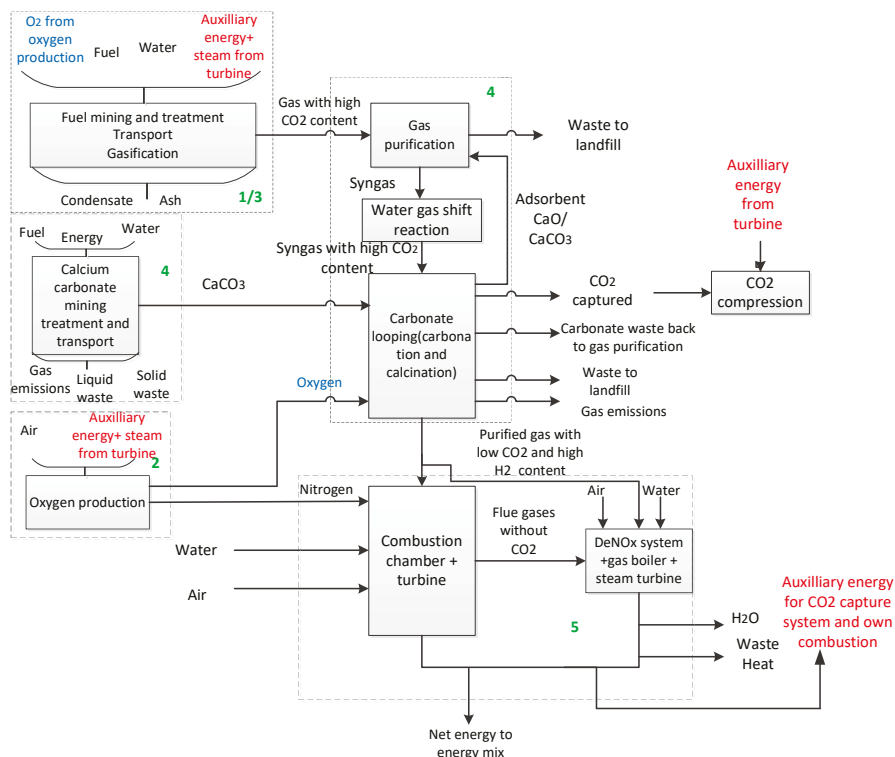 O2 from
oxygen
production
Fuel
Water
Auxilliary
energy+
steam from
turbine
Fuel mining and treatment
Transport
Gasification
Condensate
Ash
1/3
Gas with high
CO2 content
4
Gas
purification
Waste to
landfill
Syngas
Water gas shift
reaction
Adsorbent
CaO/
CaCO3
Auxilliary
energy
from
turbine
Syngas with high CO2
content
Fuel
Energy
Water
4
Calcium
carbonate
mining
treatment and
transport
CaCO3
Gas
emissions
Liquid
waste
Solid
waste
Carbonate
looping(carbona
tion and
calcination)
CO2
captured
CO2
compression
Carbonate waste back
to gas purification
Waste to
landfill
Gas emissions
Oxygen
Air
Auxilliary
energy+ steam
from turbine
2
Oxygen production
Purified gas with
low CO2 and high
H2 content
Nitrogen
Water
Air
Combustion
chamber +
turbine
Flue gases
without
CO2
Air
Water
DeNOx system
+gas boiler +
steam turbine
5
H2O
Waste
Heat
Auxilliary energy
for CO2 capture
system and own
combustion
Net energy to
energy mix